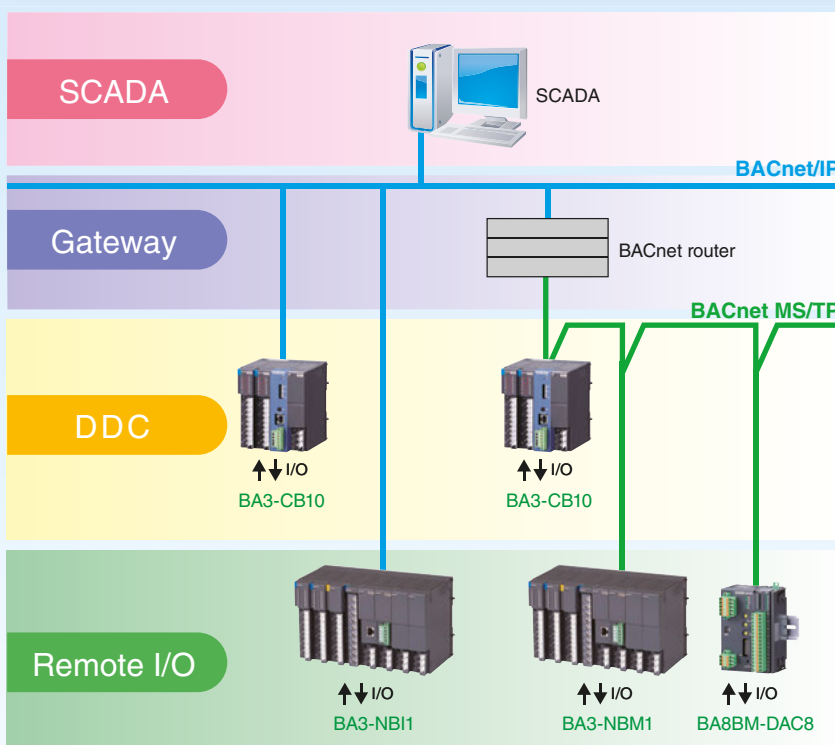 SCADA
SCADA
BACnet/IP
Gateway
BACnet router
BACnet MS/TP
DDC
I/O
I/O
BA3-CB10
BA3-CB10
Remote I/O
I/O
I/O
I/O
BA3-NBI1
BA3-NBM1
BA8BM-DAC8